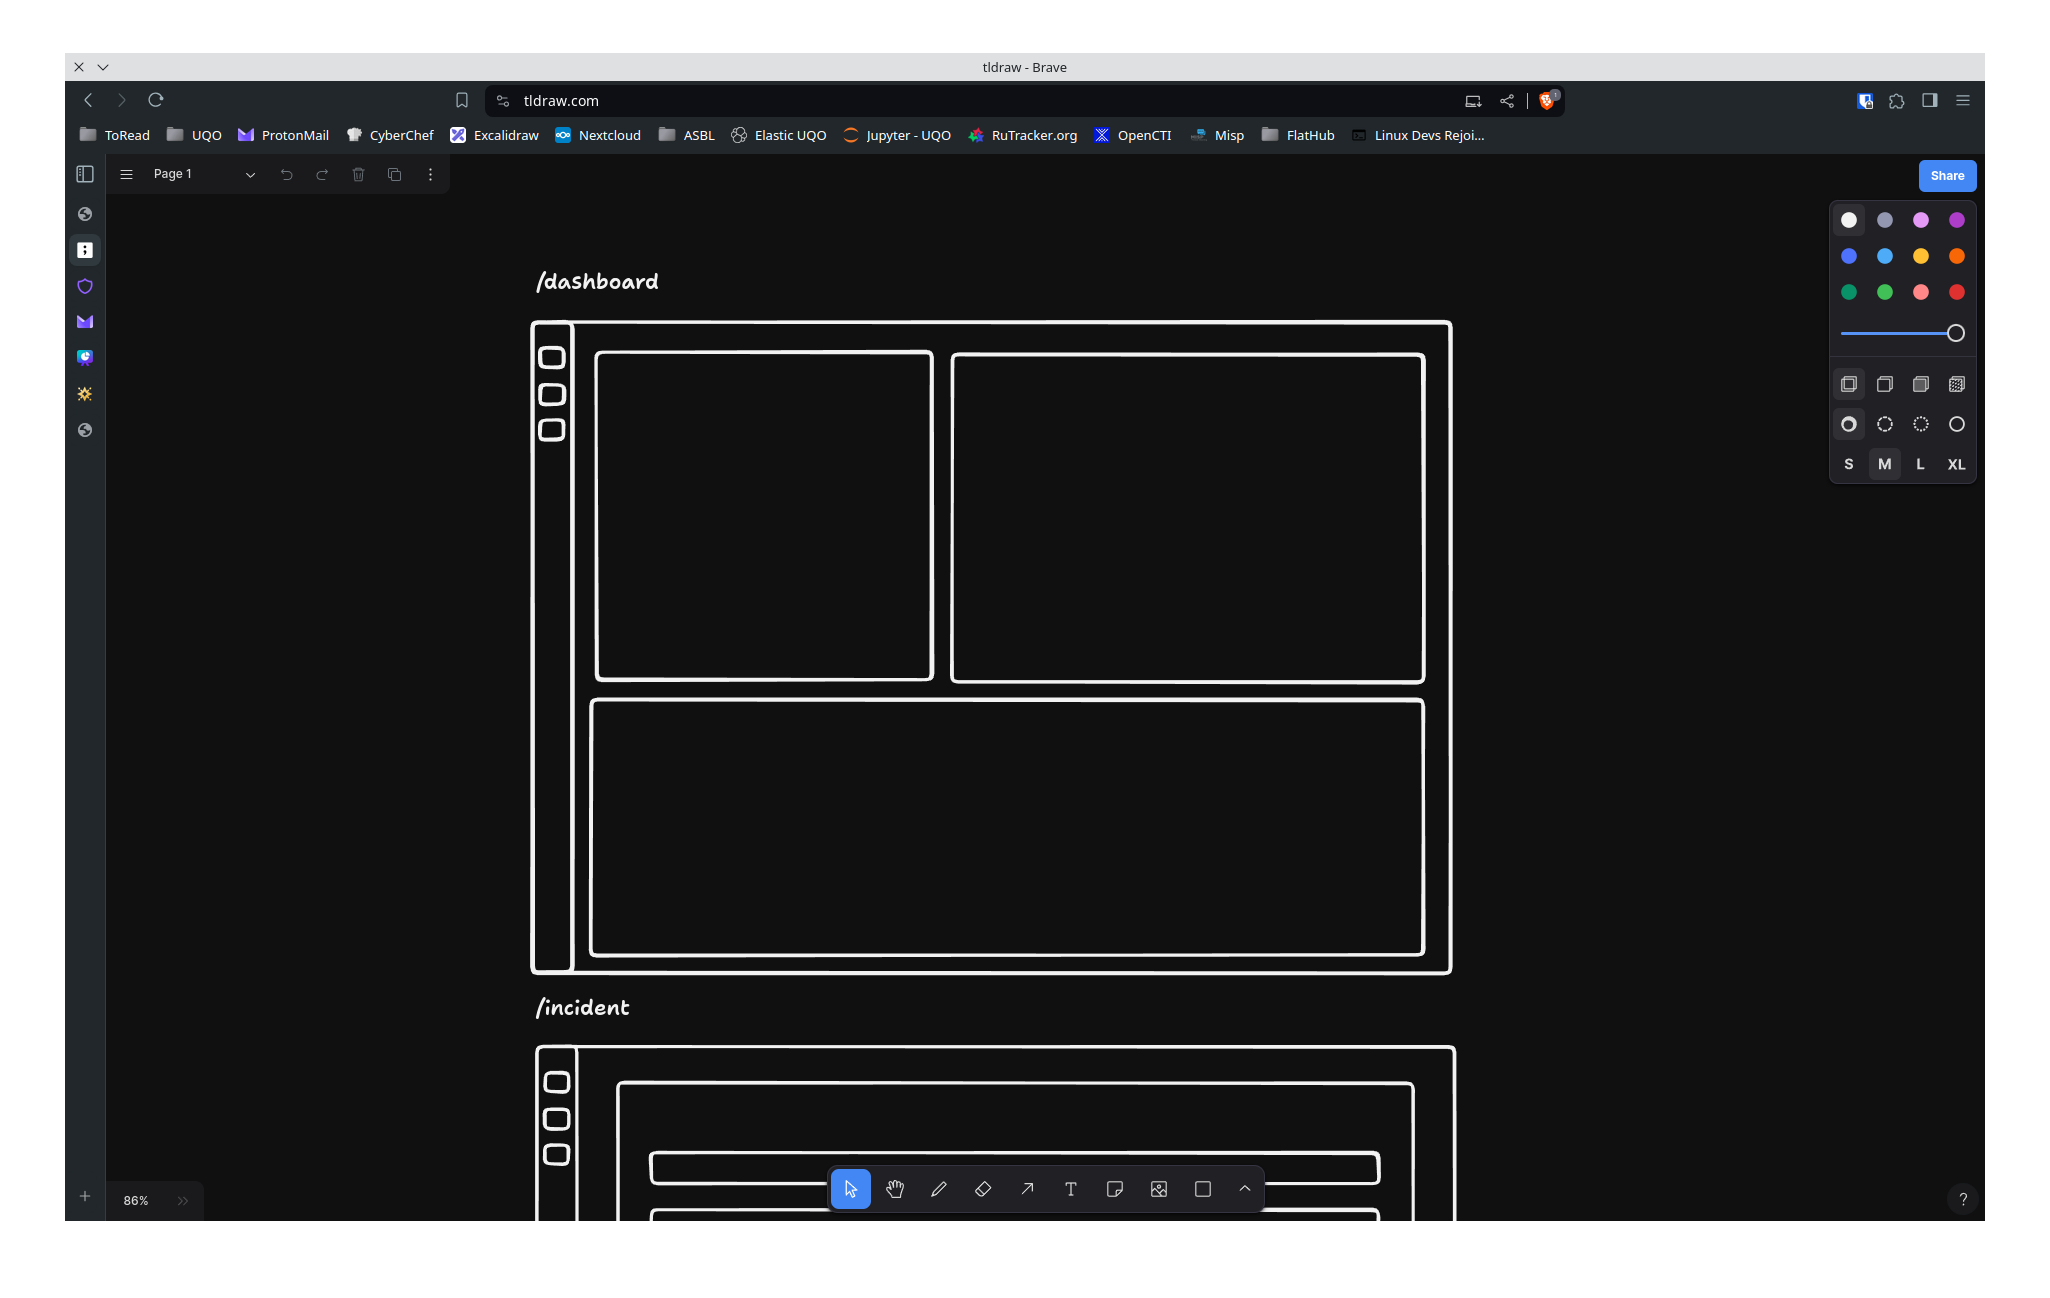 tldraw - Brave
tldraw.com
1
ToRead UQO ProtonMail CyberChef Excalidraw Nextcloud ASBL Elastic UQO Jupyter - UQO RuTracker.org OpenCTI Misp FlatHub Linux Devs Rejoi...
Page 1
Share
/dashboard
S M L XL
/incident
T
86%
?